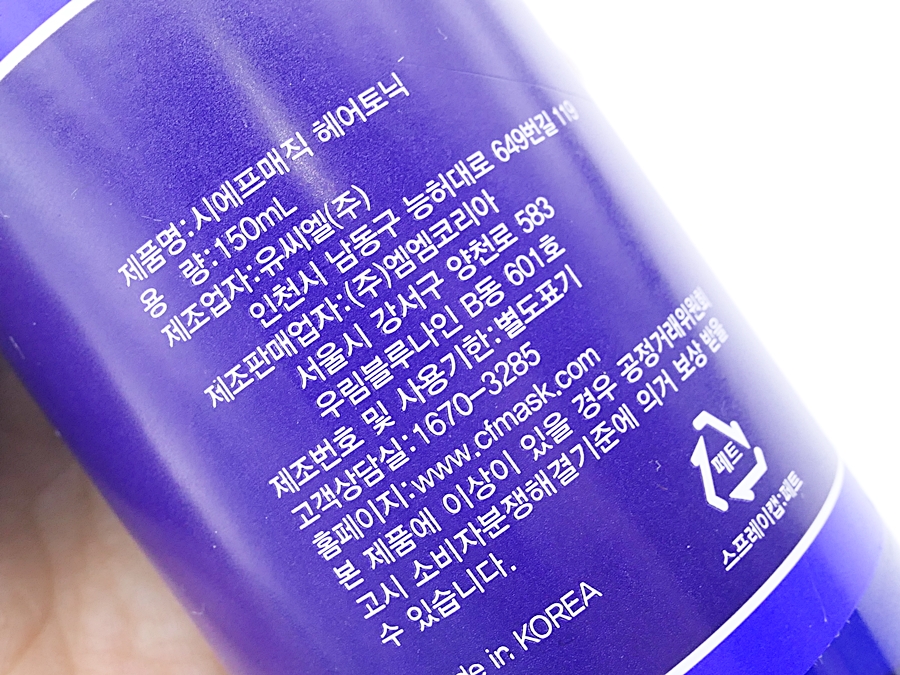 제품명:시에프매직 헤어토닉
용 량:150mL
제조업자:유씨엘(주)
인천시 남동구 능허대로 649번길 119
제조판매업자:(주)엠엠코리아
서울시 강서구 양천로 583
우림블루나인 B동 601호
제조번호 및 사용기한:별도표기
고객상담실:1670-3285
홈페이지:www.cfmask.com
본 제품에 이상이 있을 경우 공정거래위원회
고시 소비자분쟁해결기준에 의거 보상 받을
수 있습니다.
in KOREA
페트
스프레이캡:페트